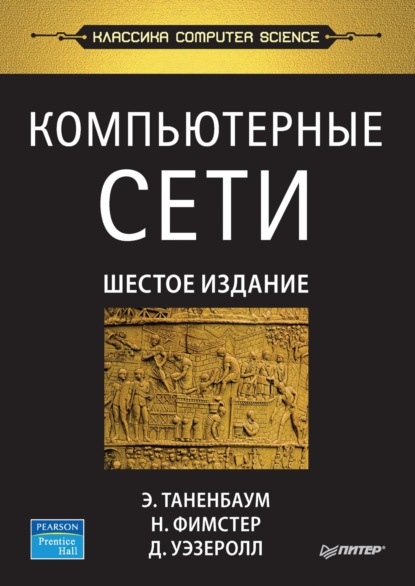 КЛАССИКА COMPUTER SCIENCE
КОМПЬЮТЕРНЫЕ
СЕТИ
ШЕСТОЕ ИЗДАНИЕ
Э. ТАНЕНБАУМ
Н. ФИМСТЕР
Д. УЭЗЕРОЛЛ
PEARSON
Prentice
Hall
ПИТЕР®